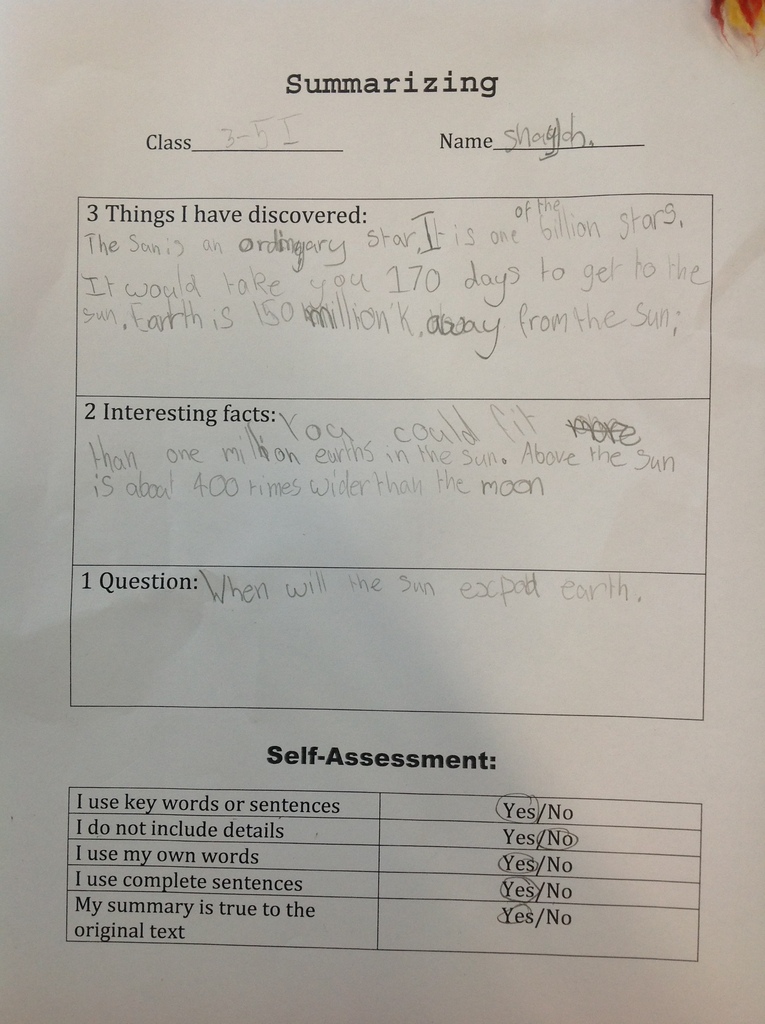 Summarizing
Class 3-5 I Name
3 Things I have discovered:
of the
The Sun is an ordingary star. It is one billion stars.
It would take you 170 days to get to the
sun. Earth is 150 million K. away from the sun;
2 Interesting facts: You could fit more
than one million earths in the sun. Above the sun
is about 400 times wider than the moon
1 Question: When will the sun excpod earth.
Self-Assessment:
I use key words or sentences Yes/No
I do not include details Yes/No
I use my own words Yes/No
I use complete sentences Yes/No
My summary is true to the Yes/No
original text